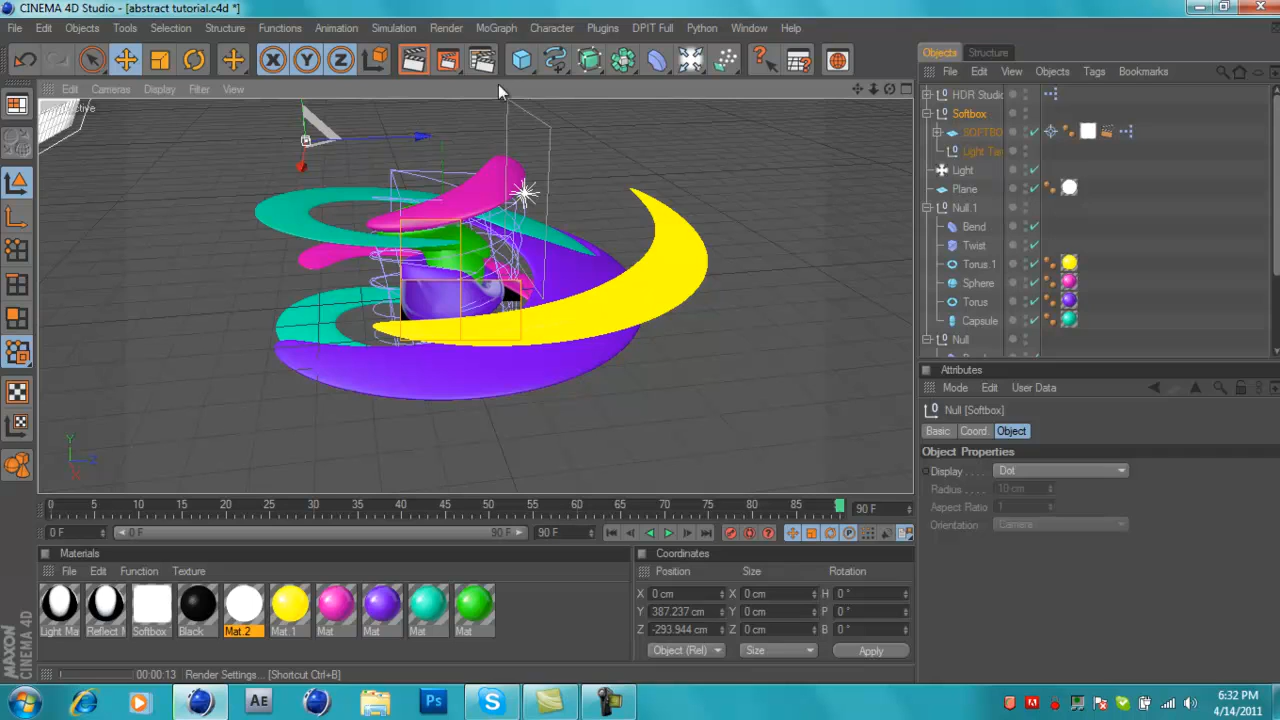 CINEMA 4D Studio - [abstract tutorial.c4d *]
File Edit Objects Tools Selection Structure Functions Animation Simulation Render MoGraph Character Plugins DPIT Full Python Window Help
Objects Structure
File Edit View Objects Tags Bookmarks
Edit Cameras Display Filter View
HDR Studio
Softbox
SOFTBO
Light Tar
Light
Plane
Null.1
Bend
Twist
Torus.1
Sphere
Torus
Capsule
Null
Attributes
Mode Edit User Data
Null [Softbox]
Basic Coord. Object
Object Properties
Display . . . . Dot
Radius . . . . 10 cm
Aspect Ratio 1
Orientation . Camera
Y
Z
X
0 5 10 15 20 25 30 35 40 45 50 55 60 65 70 75 80 85 90 F
0 F 0 F 90 F 90 F
Materials
File Edit Function Texture
Light Ma Reflect M Softbox Black Mat.2 Mat.1 Mat Mat Mat Mat
Coordinates
Position Size Rotation
X 0 cm X 0 cm H 0 °
Y 387.237 cm Y 0 cm P 0 °
Z -293.944 cm Z 0 cm B 0 °
Object (Rel) Size Apply
00:00:13 Render Settings... [Shortcut Ctrl+B]
MAXON
CINEMA 4D
Ae Ps
6:32 PM
4/14/2011